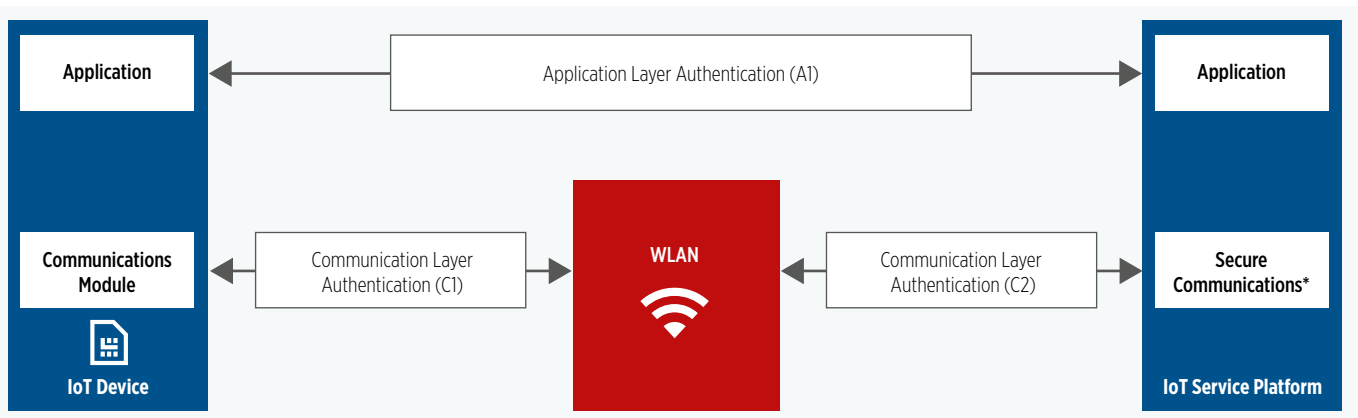 Application
Application Layer Authentication (A1)
Application
Communications
Module
Communication Layer
Authentication (C1)
WLAN
Communication Layer
Authentication (C2)
Secure
Communications*
IoT Device
IoT Service Platform